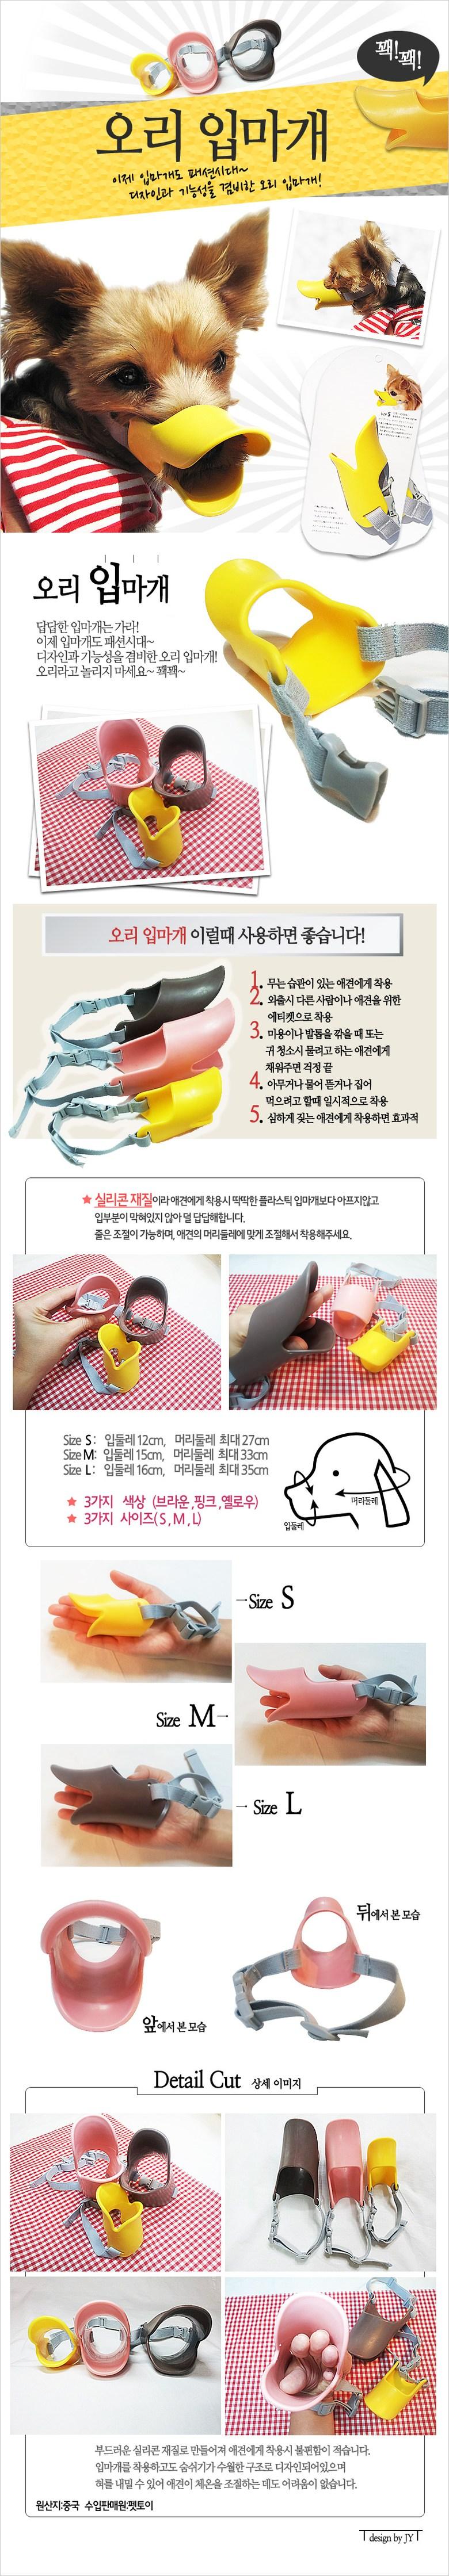 꽥!꽥!
오리 입마개
이제 입마개도 패션시대~
디자인과 기능성을 겸비한 오리 입마개!
오리 입마개
답답한 입마개는 가라!
이제 입마개도 패션시대~
디자인과 기능성을 겸비한 오리 입마개!
오리라고 놀리지 마세요~ 꽥꽥~
오리 입마개 이럴때 사용하면 좋습니다!
1. 무는 습관이 있는 애견에게 착용
2. 외출시 다른 사람이나 애견을 위한
에티켓으로 착용
3. 미용이나 발톱을 깎을 때 또는
귀 청소시 물려고 하는 애견에게
채워주면 걱정 끝
4. 아무거나 물어 뜯거나 집어
먹으려고 할때 일시적으로 착용
5. 심하게 짖는 애견에게 착용하면 효과적
★ 실리콘 재질이라 애견에게 착용시 딱딱한 플라스틱 입마개보다 아프지않고
입부분이 막혀있지 않아 덜 답답해합니다.
줄은 조절이 가능하며, 애견의 머리둘레에 맞게 조절해서 착용해주세요.
Size S : 입둘레 12cm, 머리둘레 최대 27cm
Size M : 입둘레 15cm, 머리둘레 최대 33cm
Size L : 입둘레 16cm, 머리둘레 최대 35cm
★ 3가지 색상 (브라운,핑크,옐로우)
★ 3가지 사이즈(S, M, L)
머리둘레
입둘레
Size S
Size M
Size L
뒤에서 본 모습
앞에서 본 모습
Detail Cut 상세 이미지
부드러운 실리콘 재질로 만들어져 애견에게 착용시 불편함이 적습니다.
입마개를 착용하고도 숨쉬기가 수월한 구조로 디자인되어있으며
혀를 내밀 수 있어 애견이 체온을 조절하는 데도 어려움이 없습니다.
원산지:중국 수입판매원:펫토이
design by JY